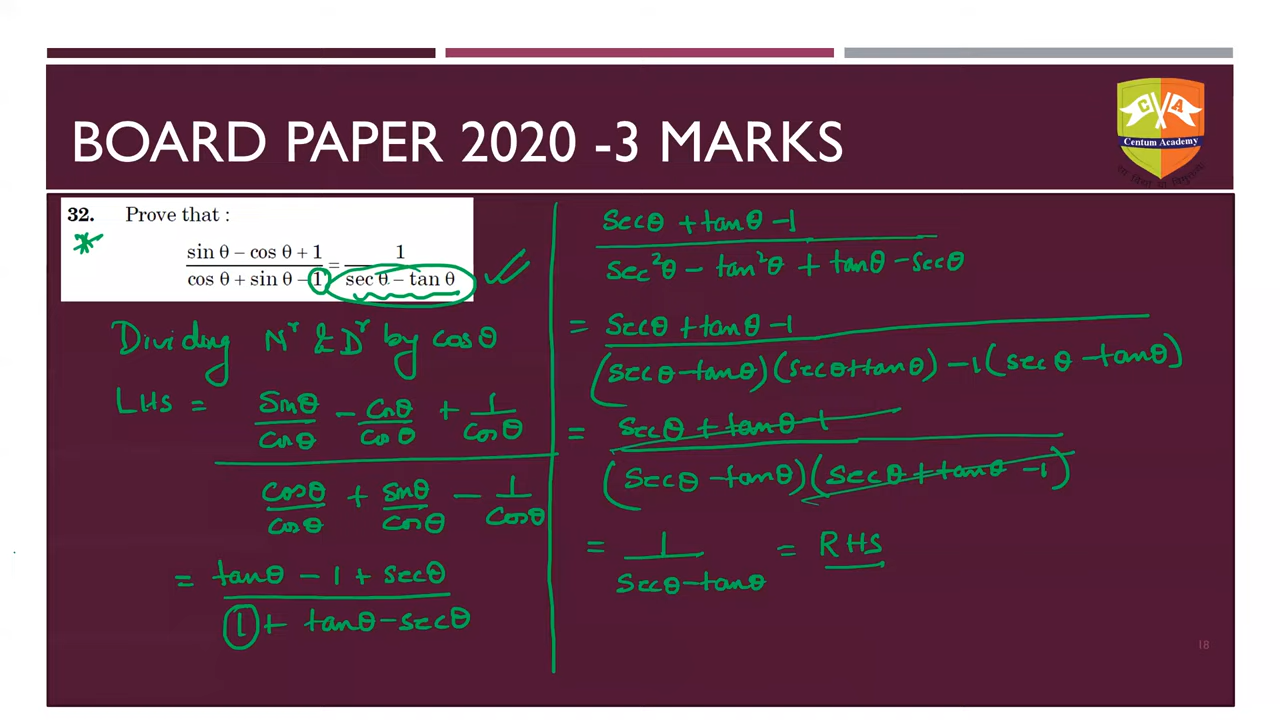 BOARD PAPER 2020 -3 MARKS
C A
Centum Academy
32. Prove that :
sin θ – cos θ + 1 / cos θ + sin θ – 1 = 1 / sec θ – tan θ
Dividing Nʳ & Dʳ by cosθ
LHS = sinθ/cosθ - cosθ/cosθ + 1/cosθ
cosθ/cosθ + sinθ/cosθ - 1/cosθ
= tanθ - 1 + secθ
1 + tanθ - secθ
secθ + tanθ - 1
sec²θ - tan²θ + tanθ - secθ
= secθ + tanθ - 1
(secθ - tanθ)(secθ + tanθ) - 1(secθ - tanθ)
= secθ + tanθ - 1
(secθ - tanθ)(secθ + tanθ - 1)
= 1 / secθ - tanθ = RHS
18